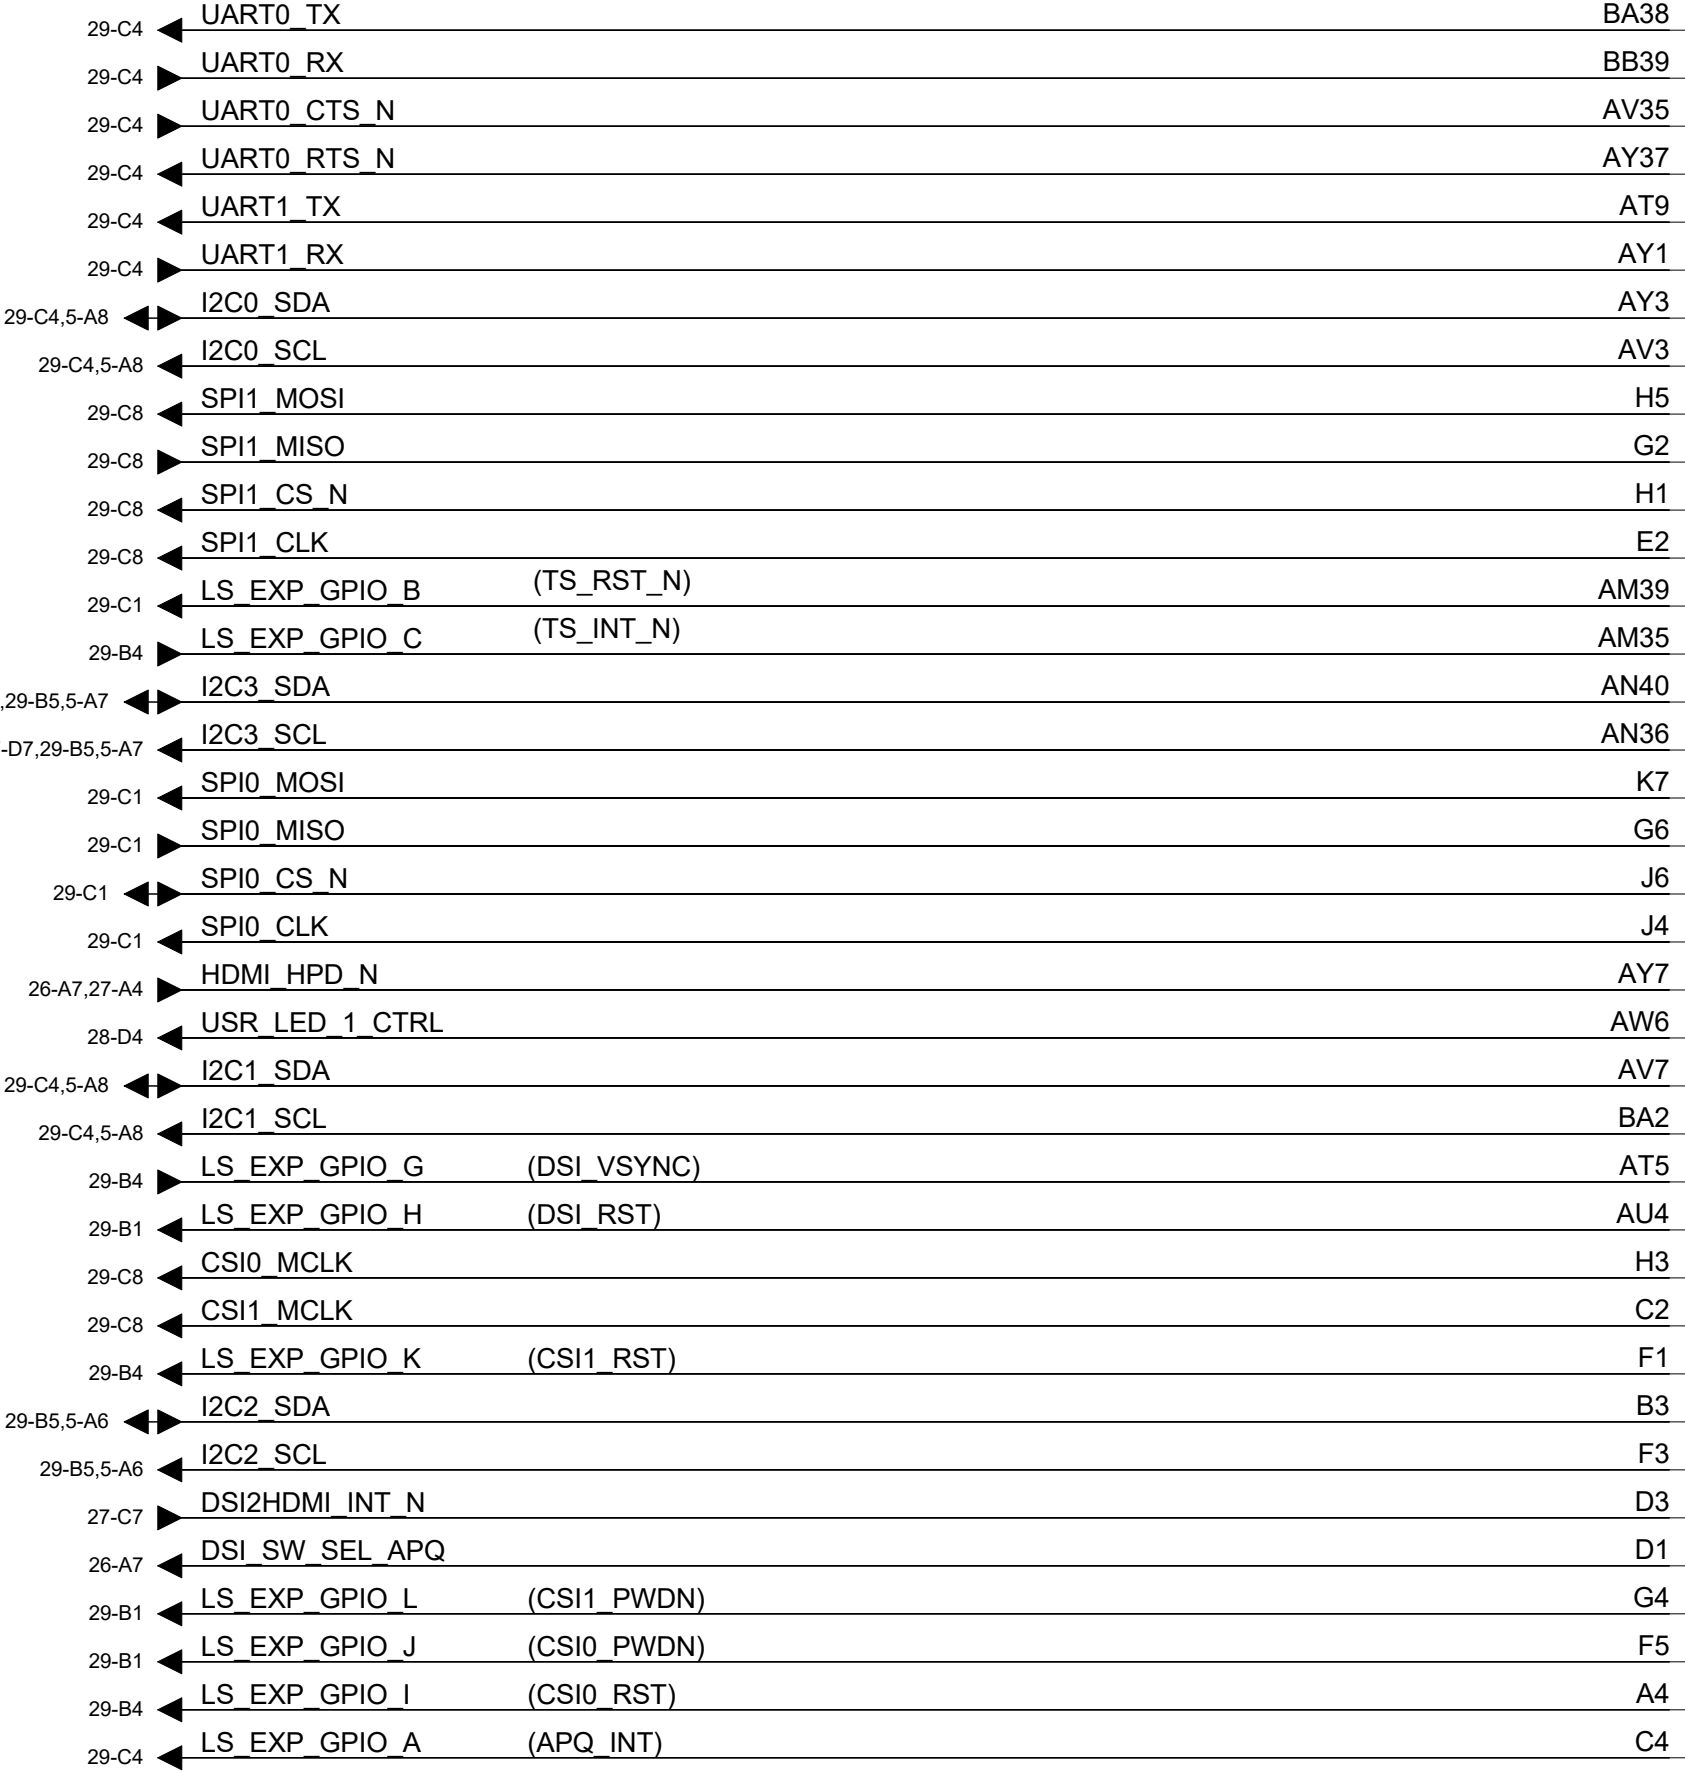 29-C4 UART0_TX BA38
29-C4 UART0_RX BB39
29-C4 UART0_CTS_N AV35
29-C4 UART0_RTS_N AY37
29-C4 UART1_TX AT9
29-C4 UART1_RX AY1
29-C4,5-A8 I2C0_SDA AY3
29-C4,5-A8 I2C0_SCL AV3
29-C8 SPI1_MOSI H5
29-C8 SPI1_MISO G2
29-C8 SPI1_CS_N H1
29-C8 SPI1_CLK E2
29-C1 LS_EXP_GPIO_B (TS_RST_N) AM39
29-B4 LS_EXP_GPIO_C (TS_INT_N) AM35
,29-B5,5-A7 I2C3_SDA AN40
-D7,29-B5,5-A7 I2C3_SCL AN36
29-C1 SPI0_MOSI K7
29-C1 SPI0_MISO G6
29-C1 SPI0_CS_N J6
29-C1 SPI0_CLK J4
26-A7,27-A4 HDMI_HPD_N AY7
28-D4 USR_LED_1_CTRL AW6
29-C4,5-A8 I2C1_SDA AV7
29-C4,5-A8 I2C1_SCL BA2
29-B4 LS_EXP_GPIO_G (DSI_VSYNC) AT5
29-B1 LS_EXP_GPIO_H (DSI_RST) AU4
29-C8 CSI0_MCLK H3
29-C8 CSI1_MCLK C2
29-B4 LS_EXP_GPIO_K (CSI1_RST) F1
29-B5,5-A6 I2C2_SDA B3
29-B5,5-A6 I2C2_SCL F3
27-C7 DSI2HDMI_INT_N D3
26-A7 DSI_SW_SEL_APQ D1
29-B1 LS_EXP_GPIO_L (CSI1_PWDN) G4
29-B1 LS_EXP_GPIO_J (CSI0_PWDN) F5
29-B4 LS_EXP_GPIO_I (CSI0_RST) A4
29-C4 LS_EXP_GPIO_A (APQ_INT) C4